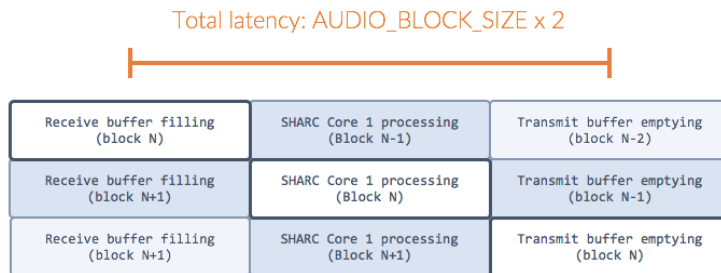 Total latency: AUDIO_BLOCK_SIZE x 2
Receive buffer filling
(block N)
SHARC Core 1 processing
(Block N-1)
Transmit buffer emptying
(block N-2)
Receive buffer filling
(block N+1)
SHARC Core 1 processing
(Block N)
Transmit buffer emptying
(block N-1)
Receive buffer filling
(block N+1)
SHARC Core 1 processing
(Block N+1)
Transmit buffer emptying
(block N)